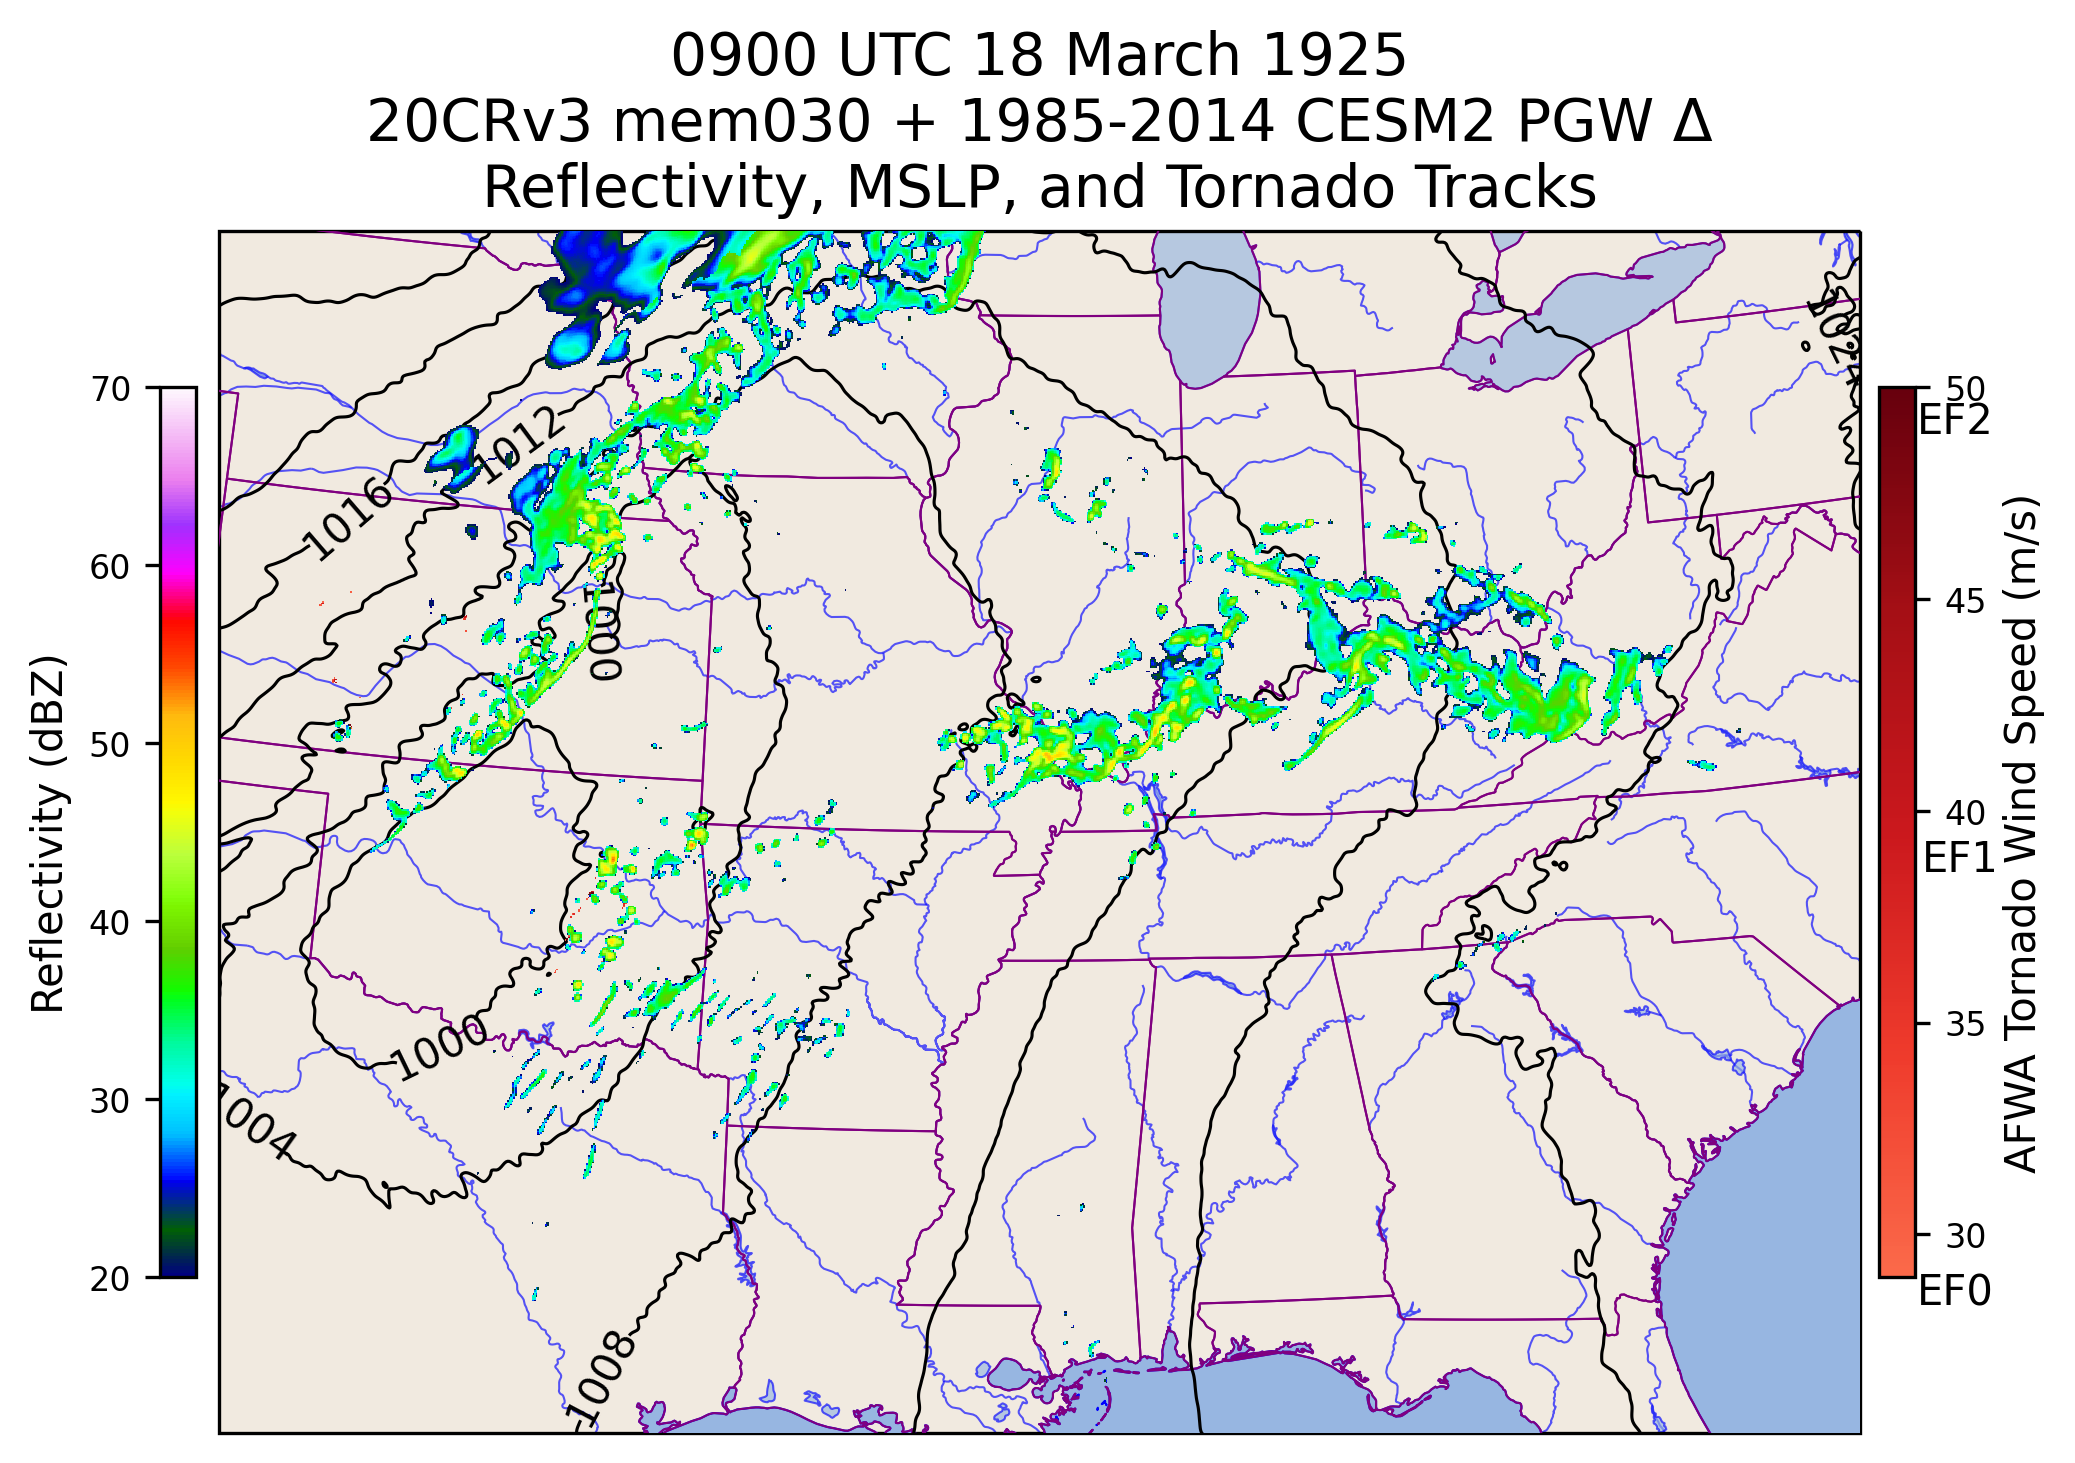 0900 UTC 18 March 1925
20CRv3 mem030 + 1985-2014 CESM2 PGW Δ
Reflectivity, MSLP, and Tornado Tracks
Reflectivity (dBZ)
70
60
50
40
30
20
1012
1016
1000
1000
1004
1008
1024
50
EF2
45
40
EF1
35
30
EF0
AFWA Tornado Wind Speed (m/s)